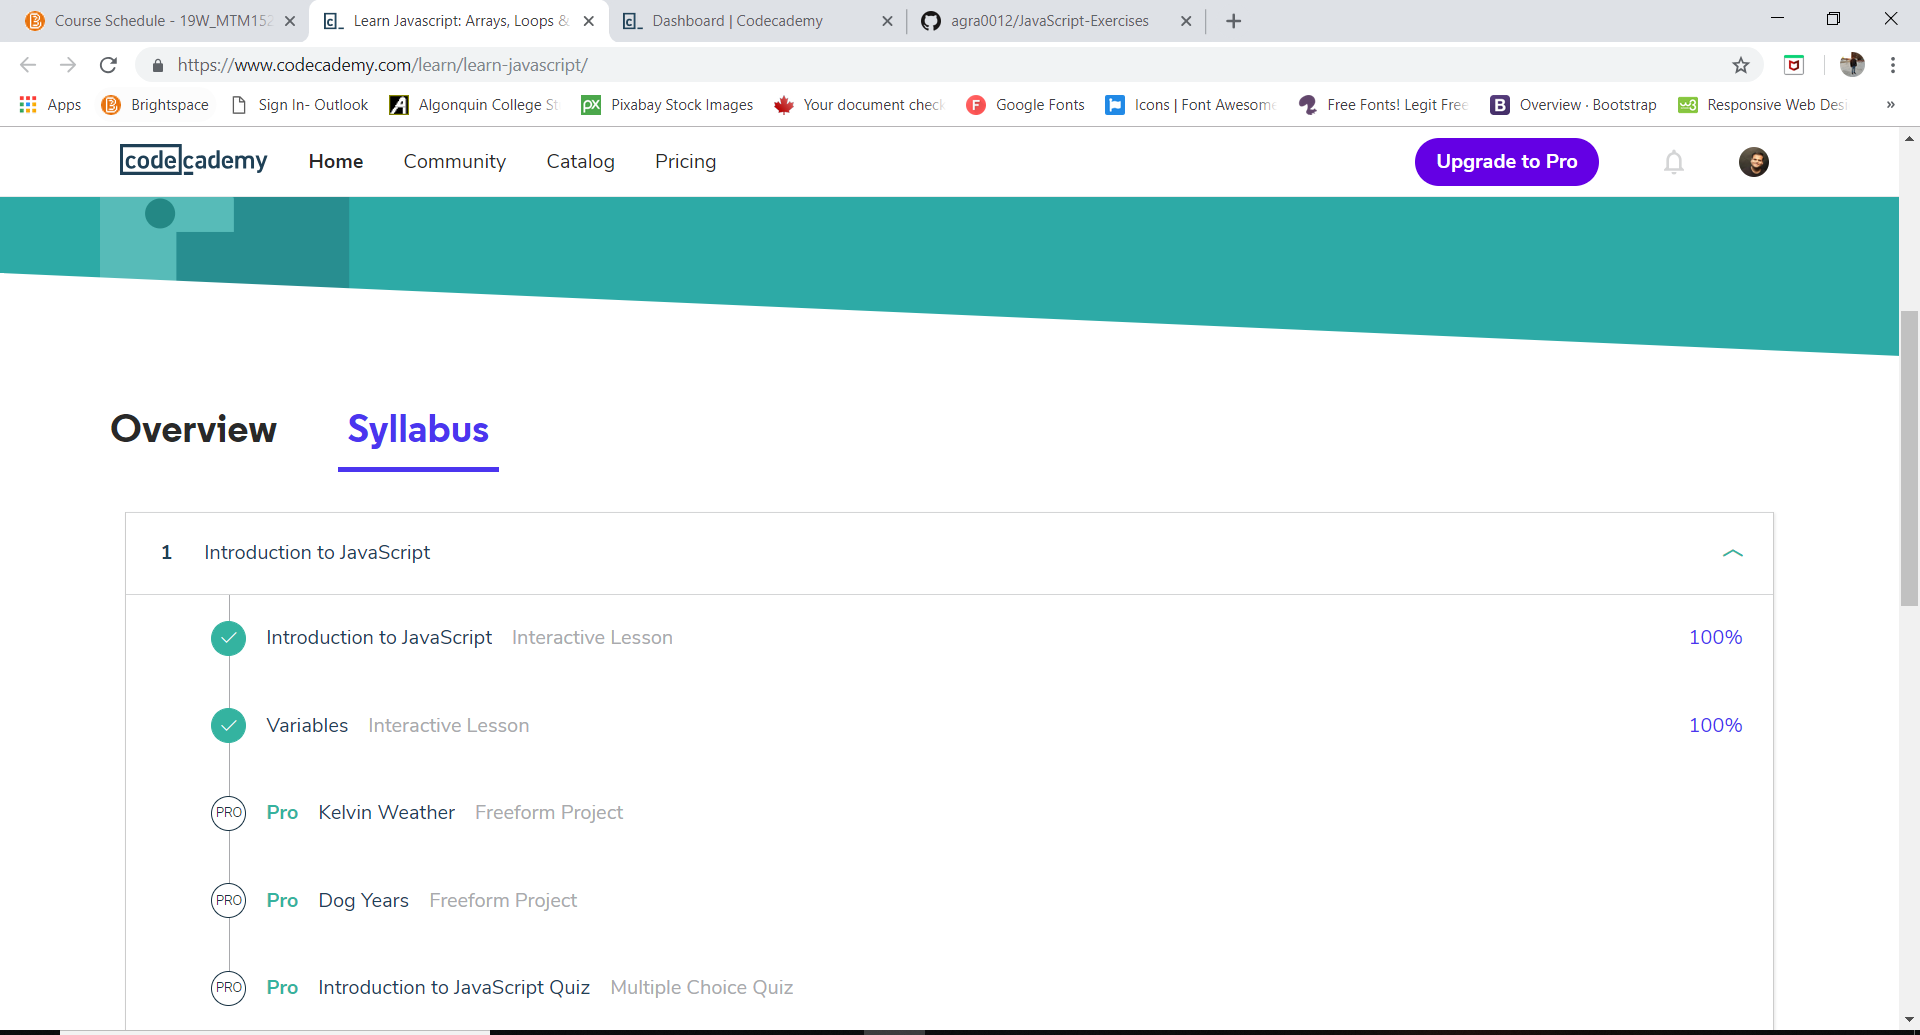 Course Schedule - 19W_MTM152
Learn Javascript: Arrays, Loops &
Dashboard | Codecademy
agra0012/JavaScript-Exercises
https://www.codecademy.com/learn/learn-javascript/
Apps Brightspace Sign In- Outlook Algonquin College St Pixabay Stock Images Your document check Google Fonts Icons | Font Awesome Free Fonts! Legit Free Overview · Bootstrap Responsive Web Desi »
codecademy Home Community Catalog Pricing Upgrade to Pro
Overview Syllabus
1 Introduction to JavaScript
Introduction to JavaScript Interactive Lesson 100%
Variables Interactive Lesson 100%
PRO Pro Kelvin Weather Freeform Project
PRO Pro Dog Years Freeform Project
PRO Pro Introduction to JavaScript Quiz Multiple Choice Quiz